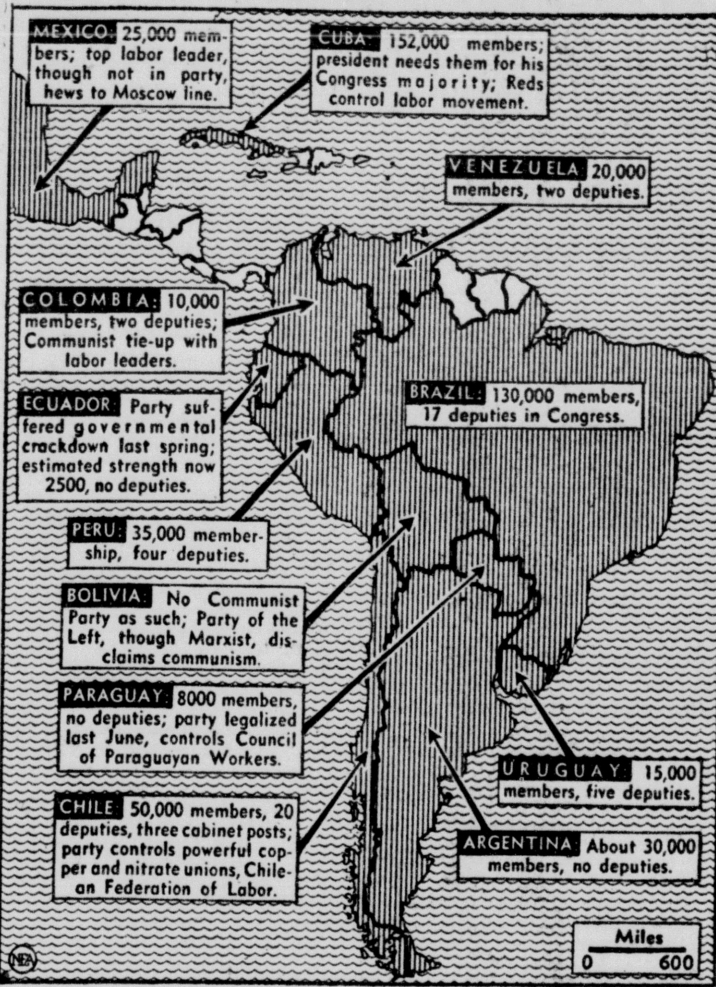 MEXICO: 25,000 mem-
bers; top labor leader,
though not in party,
hews to Moscow line.
CUBA: 152,000 members;
president needs them for his
Congress majority; Reds
control labor movement.
VENEZUELA: 20,000
members, two deputies.
COLOMBIA: 10,000
members, two deputies;
Communist tie-up with
labor leaders.
ECUADOR: Party suf-
fered governmental
crackdown last spring;
estimated strength now
2500, no deputies.
BRAZIL: 130,000 members,
17 deputies in Congress.
PERU: 35,000 member-
ship, four deputies.
BOLIVIA: No Communist
Party as such; Party of the
Left, though Marxist, dis-
claims communism.
PARAGUAY: 8000 members,
no deputies; party legalized
last June, controls Council
of Paraguayan Workers.
URUGUAY: 15,000
members, five deputies.
CHILE: 50,000 members, 20
deputies, three cabinet posts;
party controls powerful cop-
per and nitrate unions, Chile-
an Federation of Labor.
ARGENTINA: About 30,000
members, no deputies.
Miles
0 600
NEA